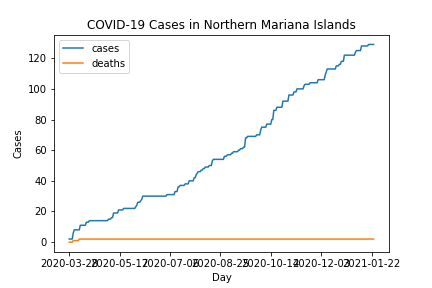 COVID-19 Cases in Northern Mariana Islands
cases
deaths
120
100
80
60
40
20
0
Cases
2020-03-28
2020-05-17
2020-07-06
2020-08-25
2020-10-14
2020-12-03
2021-01-22
Day